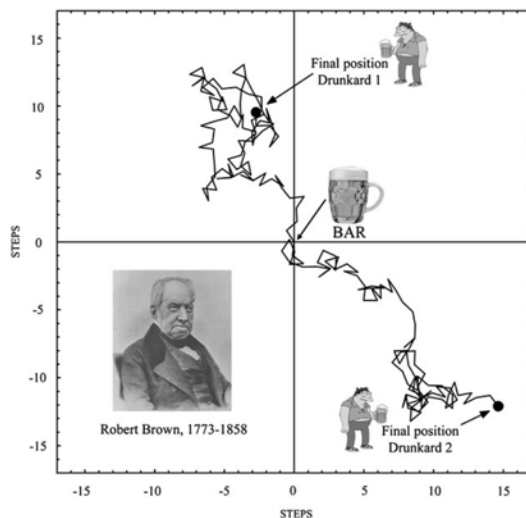 15
10
5
0
-5
-10
-15
STEPS
Final position
Drunkard 1
BAR
Robert Brown, 1773-1858
Final position
Drunkard 2
-15
-10
-5
0
5
10
15
STEPS